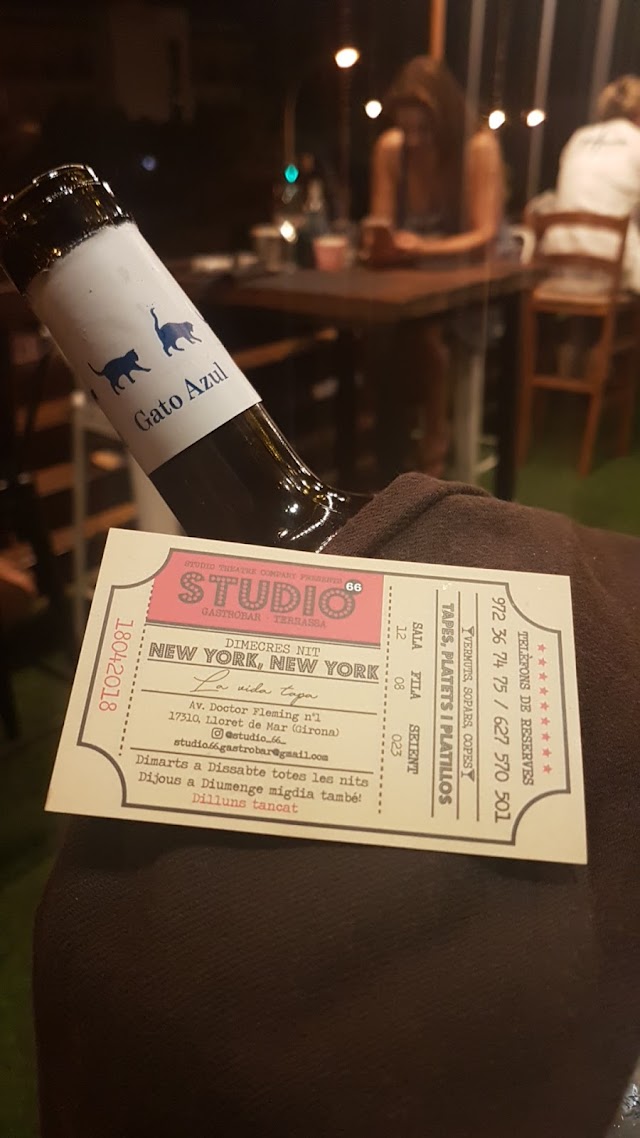 Gato Azul
18042018
STUDIO THEATRE COMPANY PRESENTS
STUDIO 66
GASTROBAR · TERRASSA
DIMECRES NIT
NEW YORK, NEW YORK
La vida tapa
Av. Doctor Fleming nº1
17310, Lloret de Mar (Girona)
@studio_66_
studio66.gastrobar@gmail.com
Dimarts a Dissabte totes les nits
Dijous a Diumenge migdia també!
Dilluns tancat
SALA FILA SEIENT
12 08 023
TAPES, PLATETS I PLATILLOS
VERMUTS, SOPARS, COPES
972 36 74 75 / 627 570 501
TELÈFONS DE RESERVES